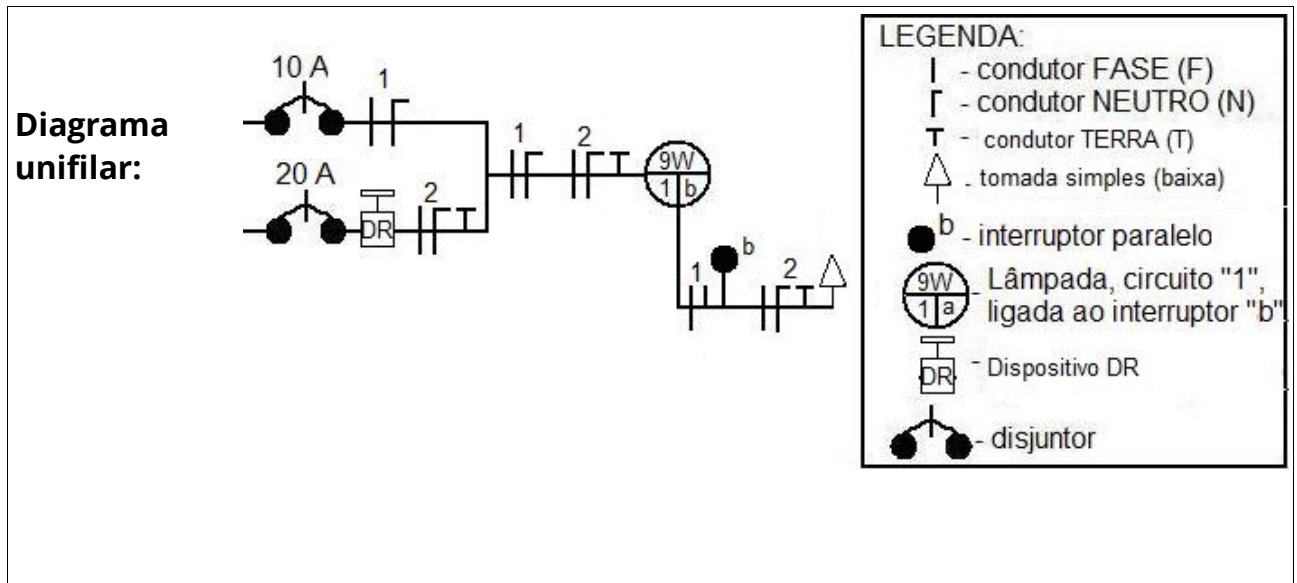 Diagrama
unifilar:
10 A
1
20 A
DR
2
1
2
9W
1 b
1
b
2
LEGENDA:
- condutor FASE (F)
- condutor NEUTRO (N)
- condutor TERRA (T)
- tomada simples (baixa)
b - interruptor paralelo
9W
1 a
- Lâmpada, circuito "1",
ligada ao interruptor "b"
DR
- Dispositivo DR
- disjuntor